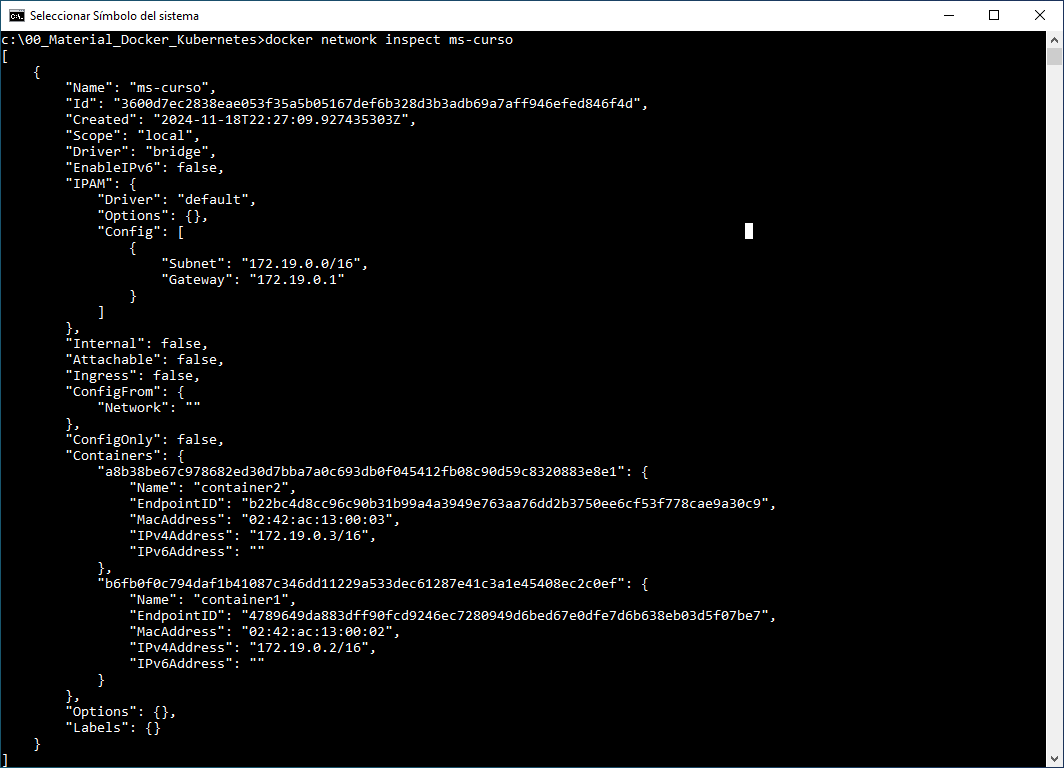 Seleccionar Símbolo del sistema
c:\00_Material_Docker_Kubernetes>docker network inspect ms-curso
[
    {
        "Name": "ms-curso",
        "Id": "3600d7ec2838eae053f35a5b05167def6b328d3b3adb69a7aff946efed846f4d",
        "Created": "2024-11-18T22:27:09.927435303Z",
        "Scope": "local",
        "Driver": "bridge",
        "EnableIPv6": false,
        "IPAM": {
            "Driver": "default",
            "Options": {},
            "Config": [
                {
                    "Subnet": "172.19.0.0/16",
                    "Gateway": "172.19.0.1"
                }
            ]
        },
        "Internal": false,
        "Attachable": false,
        "Ingress": false,
        "ConfigFrom": {
            "Network": ""
        },
        "ConfigOnly": false,
        "Containers": {
            "a8b38be67c978682ed30d7bba7a0c693db0f045412fb08c90d59c8320883e8e1": {
                "Name": "container2",
                "EndpointID": "b22bc4d8cc96c90b31b99a4a3949e763aa76dd2b3750ee6cf53f778cae9a30c9",
                "MacAddress": "02:42:ac:13:00:03",
                "IPv4Address": "172.19.0.3/16",
                "IPv6Address": ""
            },
            "b6fb0f0c794daf1b41087c346dd11229a533dec61287e41c3a1e45408ec2c0ef": {
                "Name": "container1",
                "EndpointID": "4789649da883dff90fcd9246ec7280949d6bed67e0dfe7d6b638eb03d5f07be7",
                "MacAddress": "02:42:ac:13:00:02",
                "IPv4Address": "172.19.0.2/16",
                "IPv6Address": ""
            }
        },
        "Options": {},
        "Labels": {}
    }
]